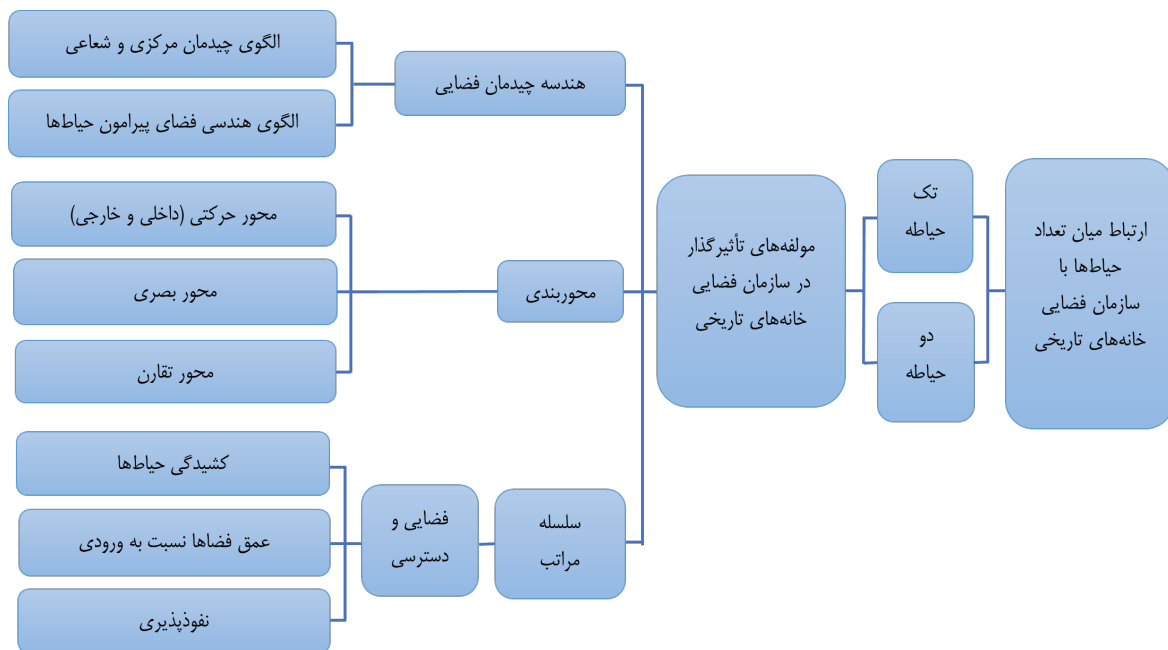 ارتباط میان تعداد
حیاط‌ها با
سازمان فضایی
خانه‌های تاریخی
تک
حیاطه
دو
حیاطه
مولفه‌های تأثیرگذار
در سازمان فضایی
خانه‌های تاریخی
هندسه چیدمان فضایی
الگوی چیدمان مرکزی و شعاعی
الگوی هندسی فضای پیرامون حیاط‌ها
محوربندی
محور حرکتی (داخلی و خارجی)
محور بصری
محور تقارن
سلسله
مراتب
فضایی و
دسترسی
کشیدگی حیاط‌ها
عمق فضاها نسبت به ورودی
نفوذپذیری